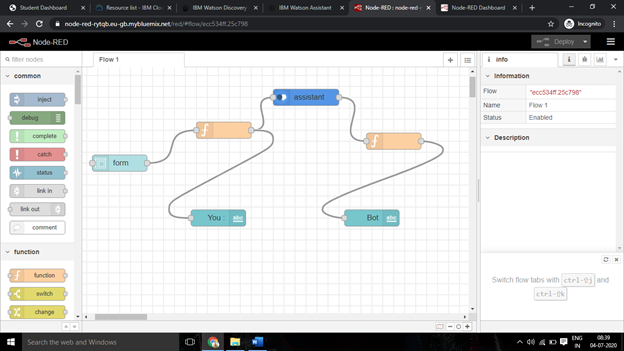 Student Dashboard
Resource list - IBM Clou
IBM Watson Discovery
IBM Watson Assistant
Node-RED : node-red -
Node-RED Dashboard
node-red-rytqb.eu-gb.mybluemix.net/red/#flow/ecc534ff.25c798
Incognito
Node-RED
Deploy
filter nodes
Flow 1
info
common
inject
debug
complete
catch
status
link in
link out
comment
function
function
switch
change
form
assistant
You
abc
Bot
abc
Information
Flow "ecc534ff.25c798"
Name Flow 1
Status Enabled
Description
Switch flow tabs with ctrl-⇧j and
ctrl-⇧k
Search the web and Windows
ENG
IN
08:39
04-07-2020